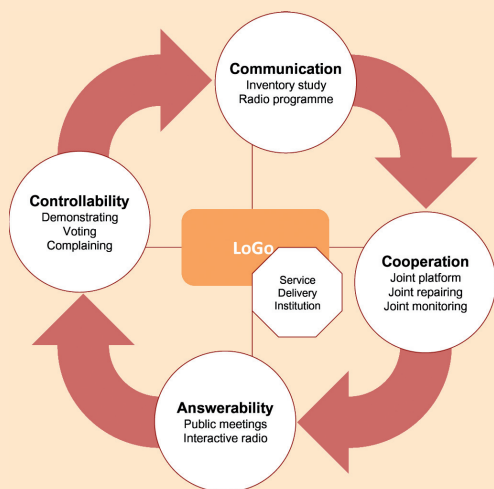 Communication
Inventory study
Radio programme
Controllability
Demonstrating
Voting
Complaining
LoGo
Service
Delivery
Institution
Cooperation
Joint platform
Joint repairing
Joint monitoring
Answerability
Public meetings
Interactive radio